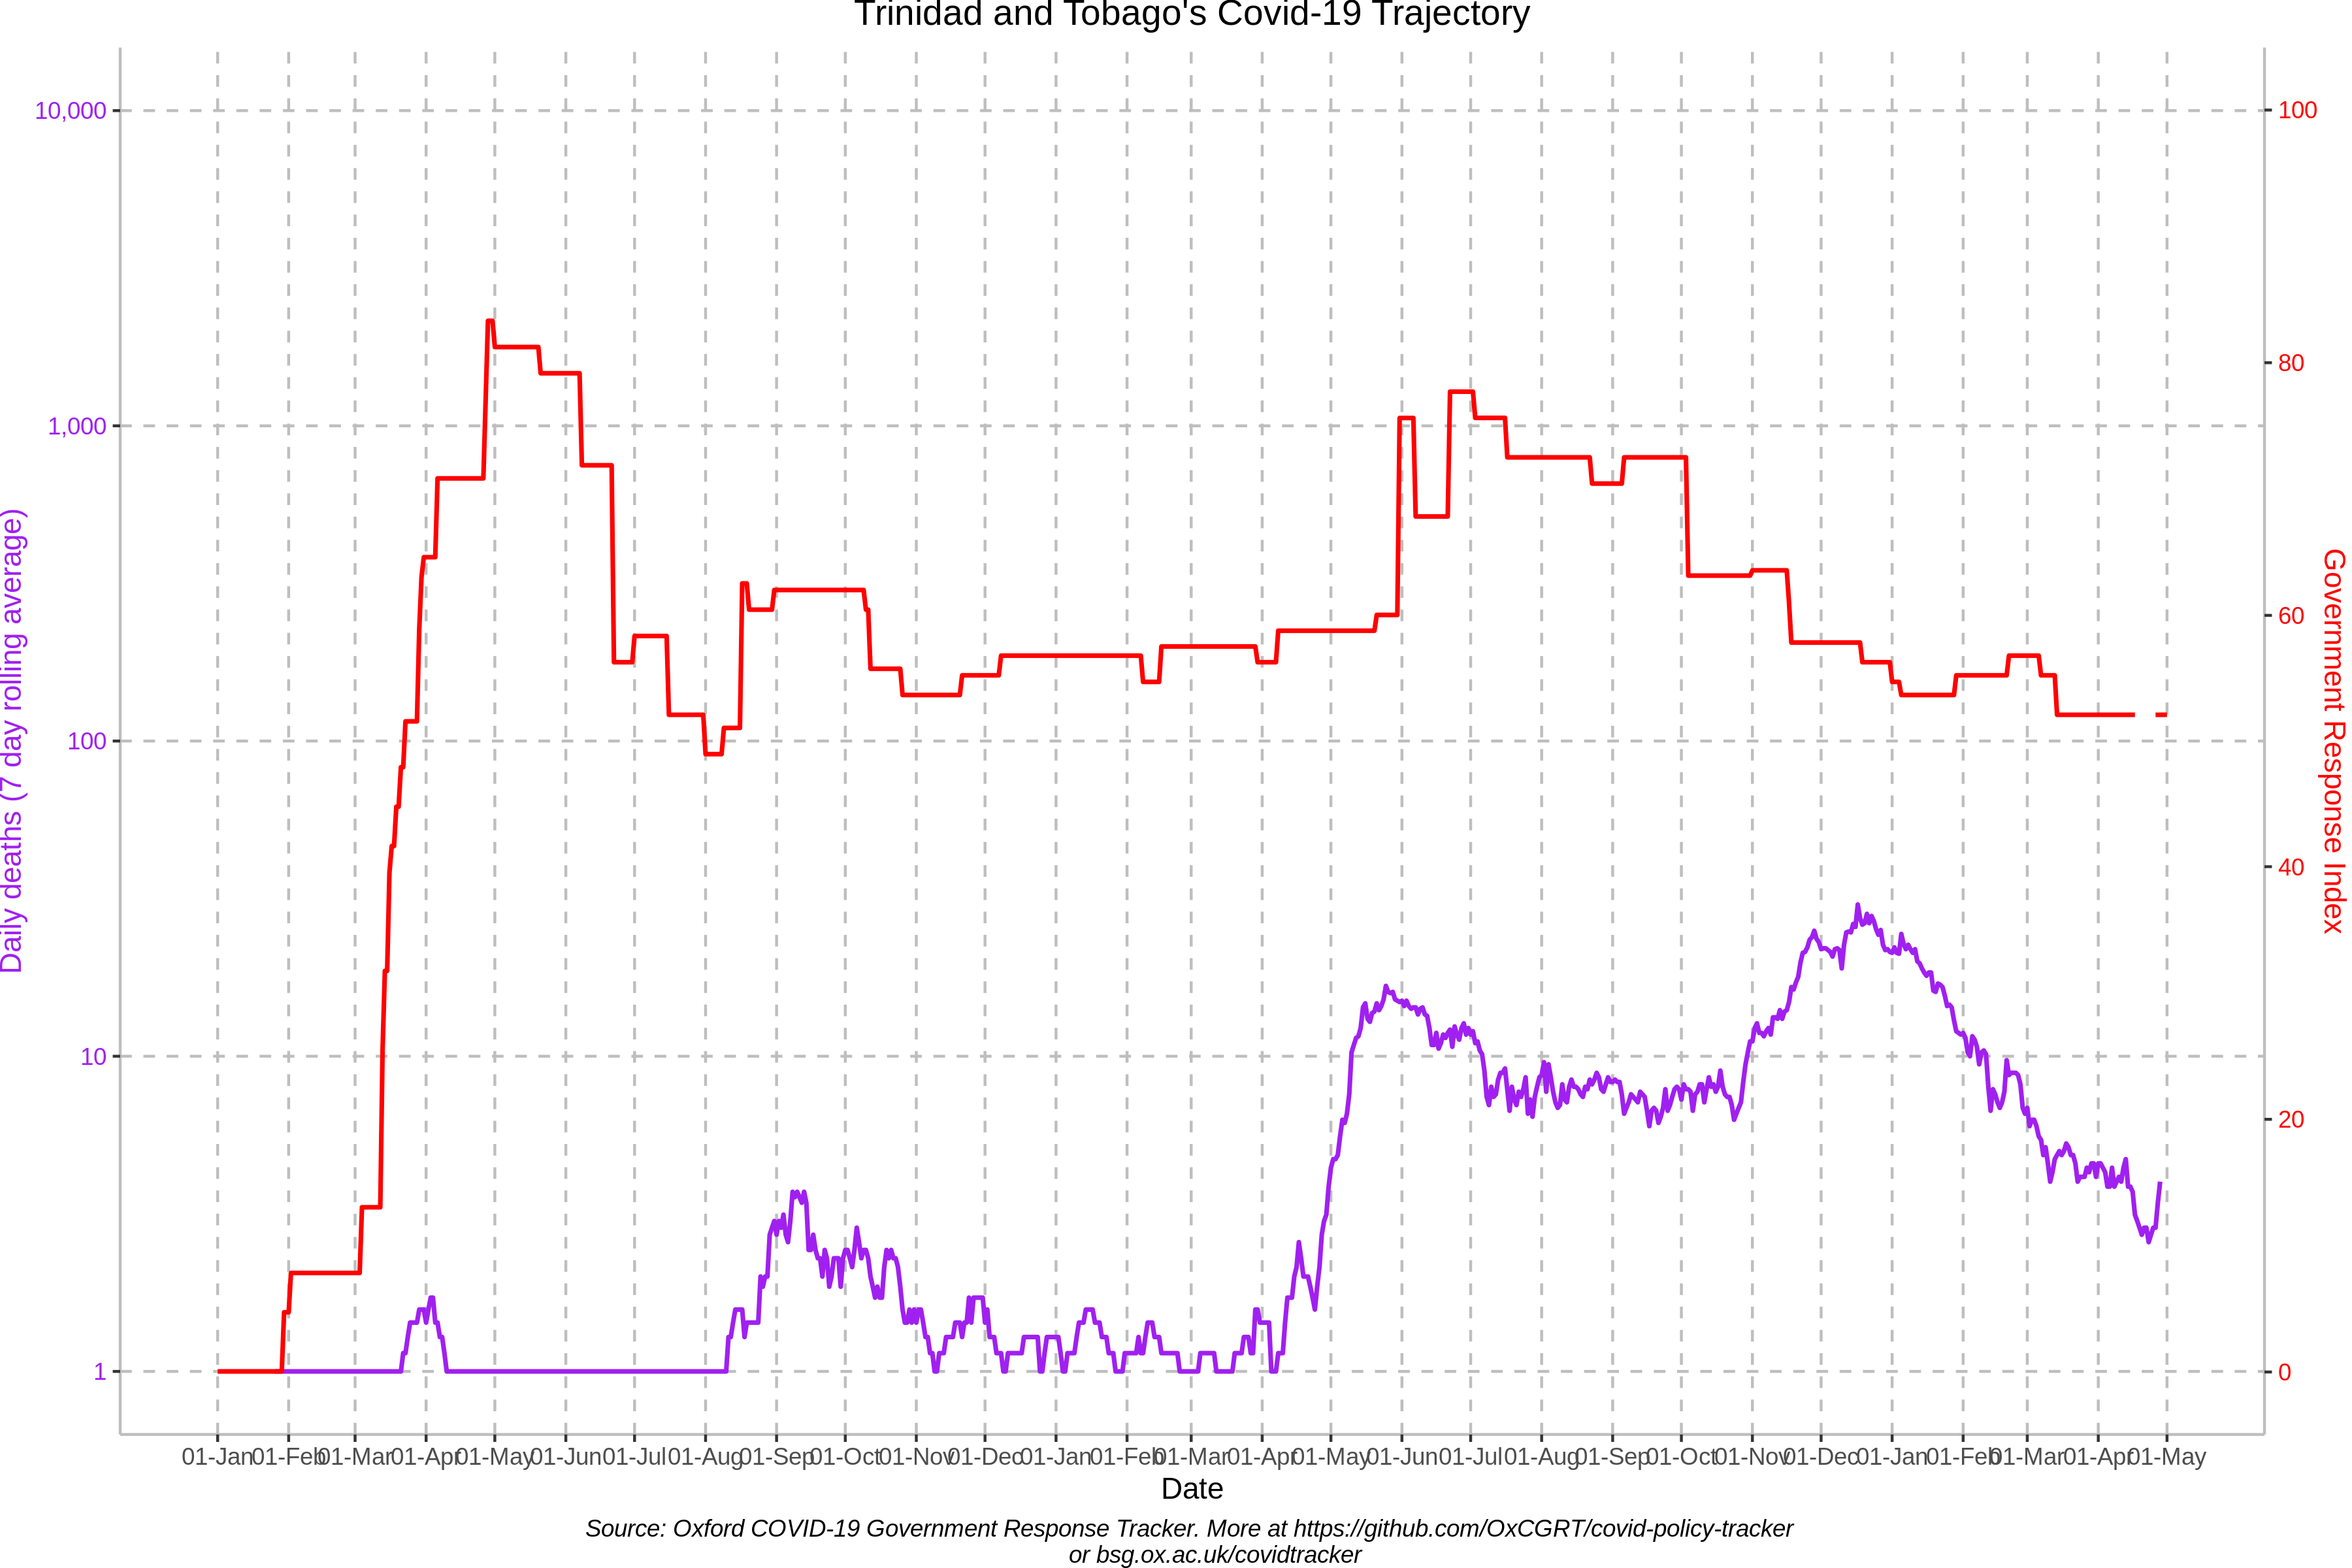 Trinidad and Tobago's Covid-19 Trajectory
10,000
1,000
100
10
1
Daily deaths (7 day rolling average)
100
80
60
40
20
0
Government Response Index
01-Jan 01-Feb 01-Mar 01-Apr 01-May 01-Jun 01-Jul 01-Aug 01-Sep 01-Oct 01-Nov 01-Dec 01-Jan 01-Feb 01-Mar 01-Apr 01-May 01-Jun 01-Jul 01-Aug 01-Sep 01-Oct 01-Nov 01-Dec 01-Jan 01-Feb 01-Mar 01-Apr 01-May
Date
Source: Oxford COVID-19 Government Response Tracker. More at https://github.com/OxCGRT/covid-policy-tracker
or bsg.ox.ac.uk/covidtracker